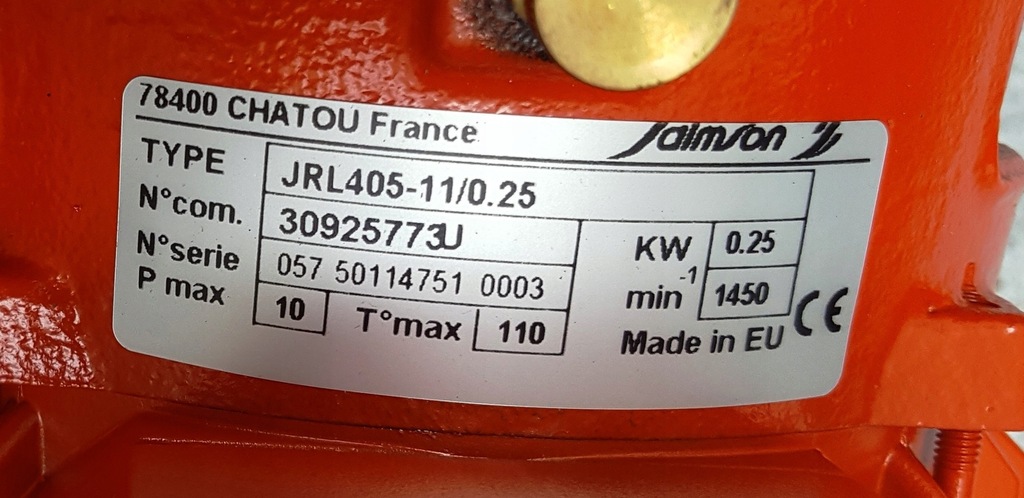 78400 CHATOU France Salmson
TYPE JRL405-11/0.25
N°com. 30925773U
N°serie 057 50114751 0003
P max 10 T°max 110
KW 0.25
min-1 1450
Made in EU CE